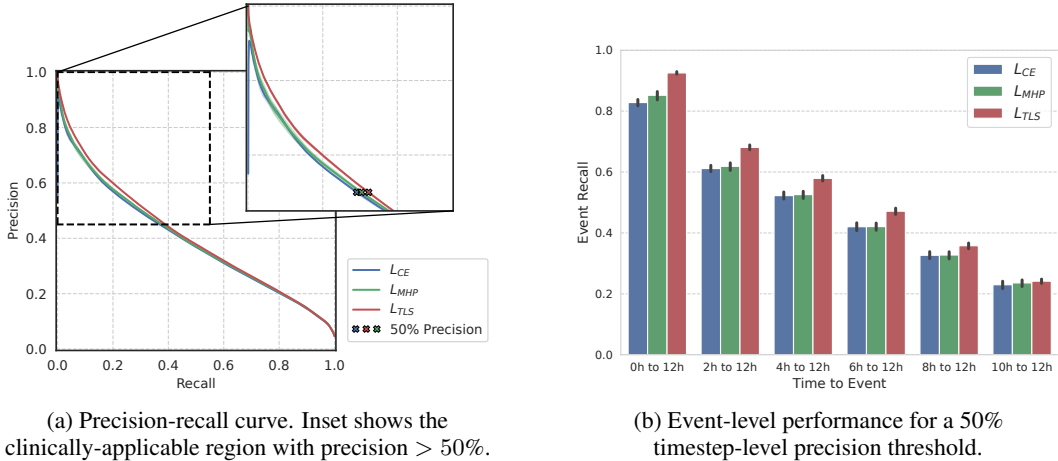 1.0
0.8
0.6
0.4
0.2
0.0
Precision
0.0 0.2 0.4 0.6 0.8 1.0
Recall
L_CE
L_MHP
L_TLS
50% Precision
(a) Precision-recall curve. Inset shows the
clinically-applicable region with precision > 50%.
1.0
0.8
0.6
0.4
0.2
0.0
Event Recall
0h to 12h 2h to 12h 4h to 12h 6h to 12h 8h to 12h 10h to 12h
Time to Event
L_CE
L_MHP
L_TLS
(b) Event-level performance for a 50%
timestep-level precision threshold.